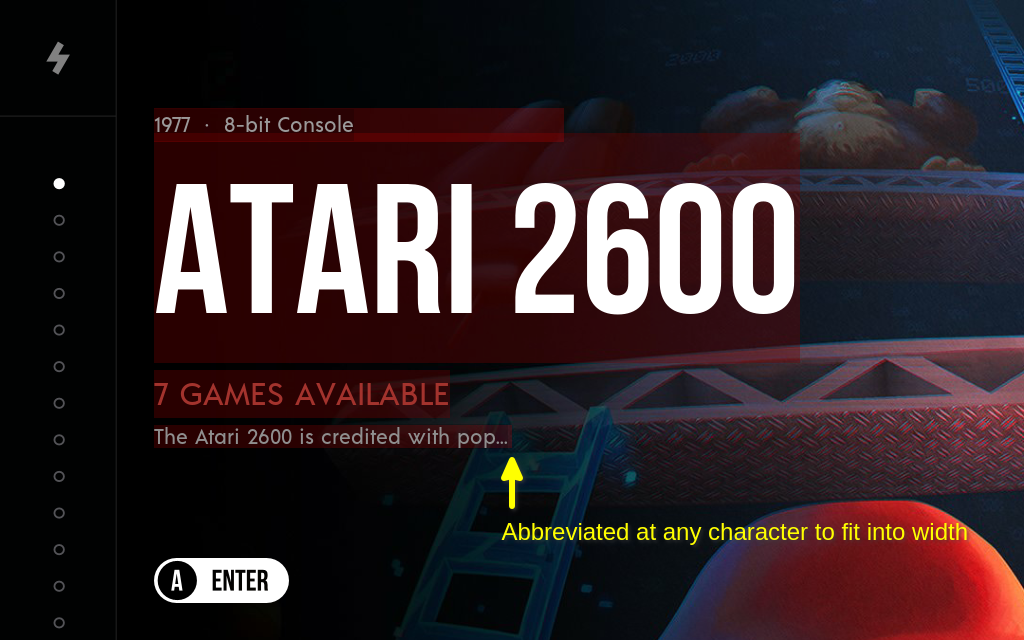 1977 · 8-bit Console
ATARI 2600
7 GAMES AVAILABLE
The Atari 2600 is credited with pop...
Abbreviated at any character to fit into width
A ENTER